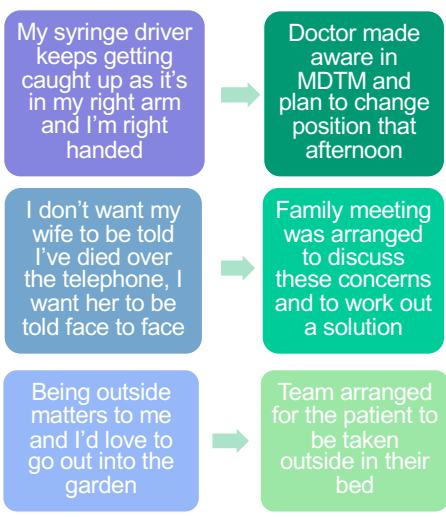 My syringe driver
keeps getting
caught up as it's
in my right arm
and I'm right
handed
Doctor made
aware in
MDTM and
plan to change
position that
afternoon
I don't want my
wife to be told
I've died over
the telephone, I
want her to be
told face to face
Family meeting
was arranged
to discuss
these concerns
and to work out
a solution
Being outside
matters to me
and I'd love to
go out into the
garden
Team arranged
for the patient to
be taken
outside in their
bed